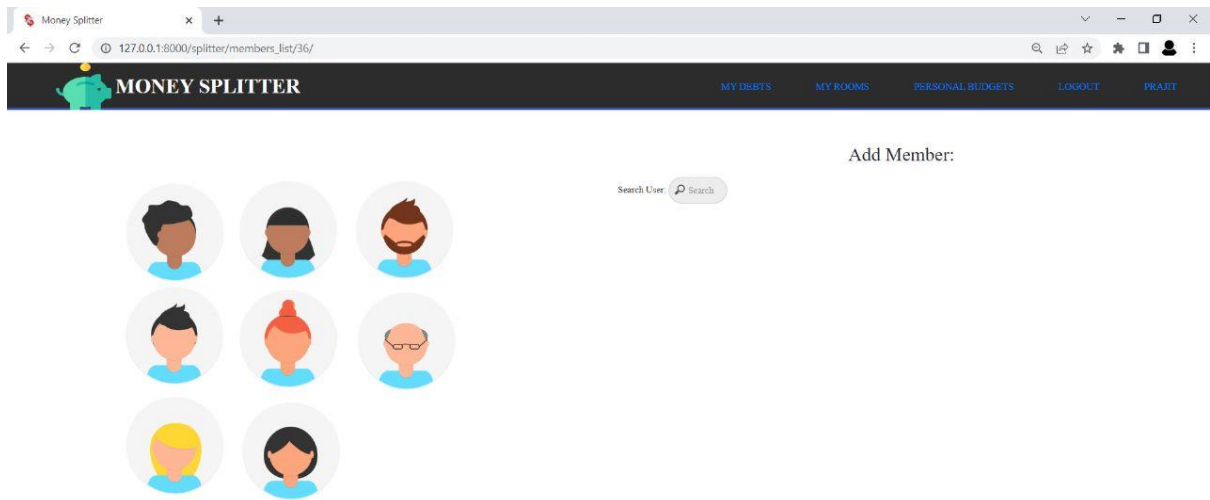 Money Splitter
127.0.0.1:8000/splitter/members_list/36/
MONEY SPLITTER MY DEBTS MY ROOMS PERSONAL BUDGETS LOGOUT PRAJIT
Add Member:
Search User: Search